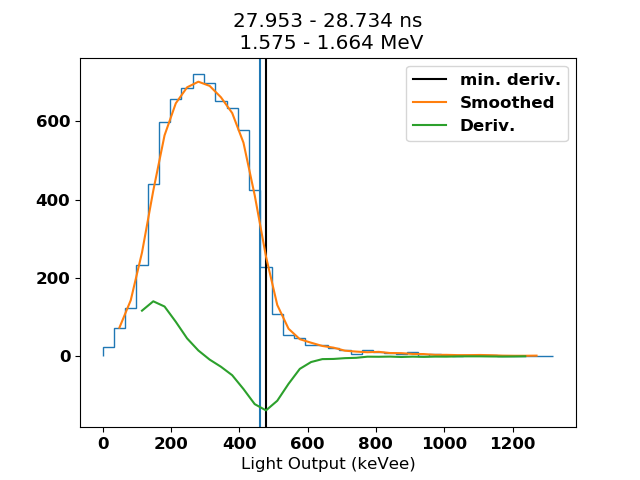 27.953 - 28.734 ns
1.575 - 1.664 MeV
min. deriv.
Smoothed
Deriv.
600
400
200
0
0 200 400 600 800 1000 1200
Light Output (keVee)